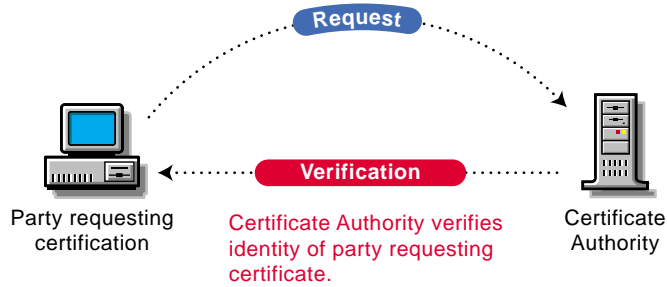 Request
Verification
Party requesting
certification
Certificate Authority verifies
identity of party requesting
certificate.
Certificate
Authority